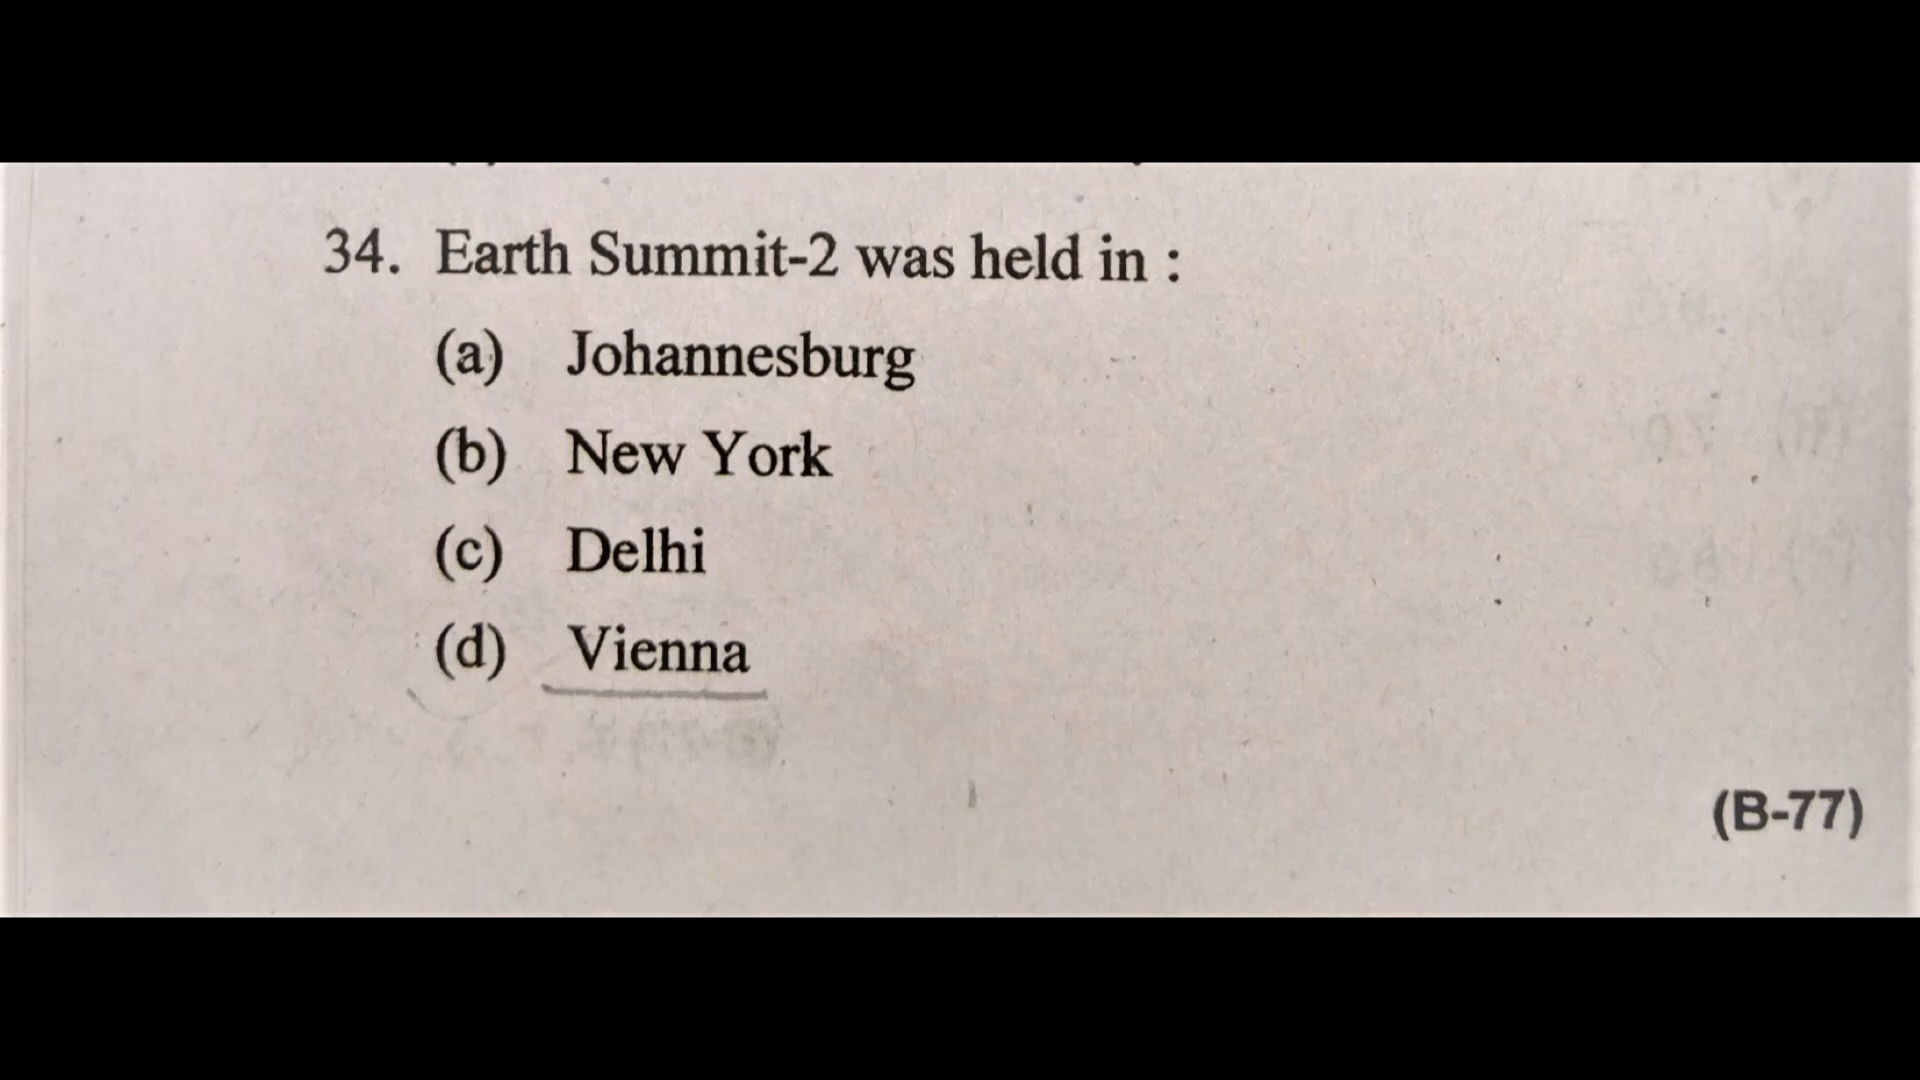 34. Earth Summit-2 was held in :
(a) Johannesburg
(b) New York
(c) Delhi
(d) Vienna
(B-77)